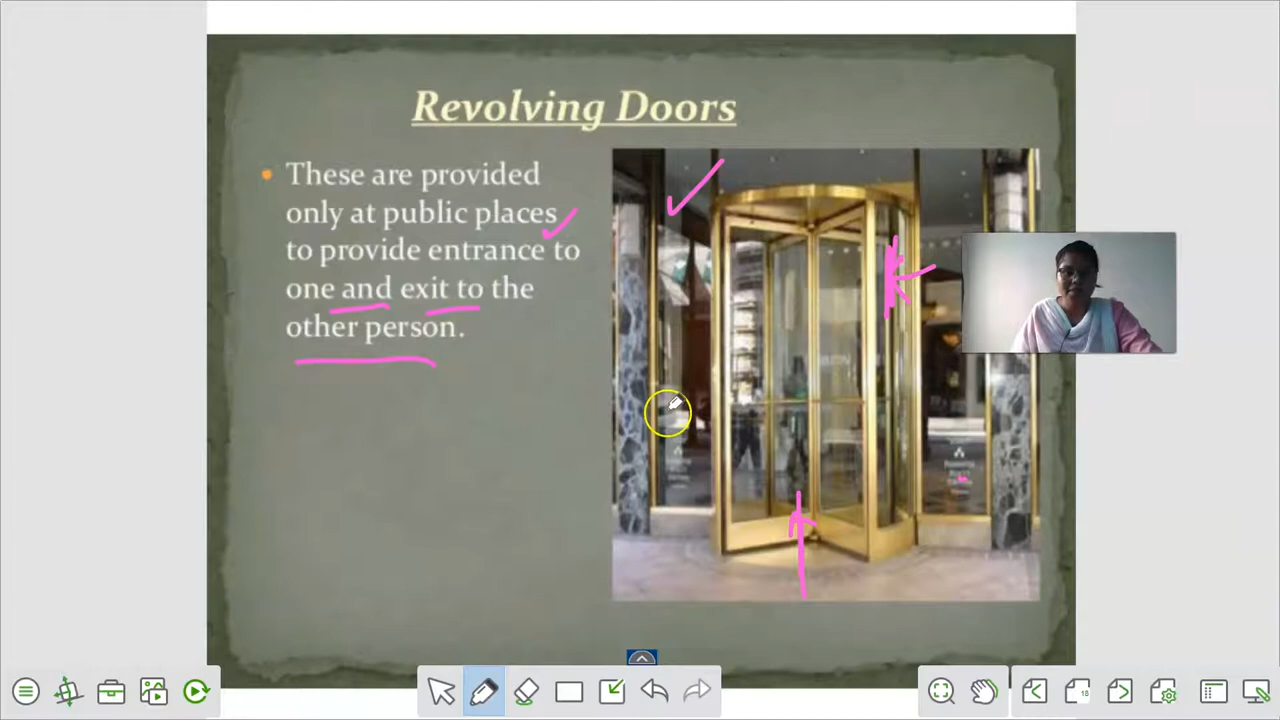 Revolving Doors
These are provided
only at public places
to provide entrance to
one and exit to the
other person.
18